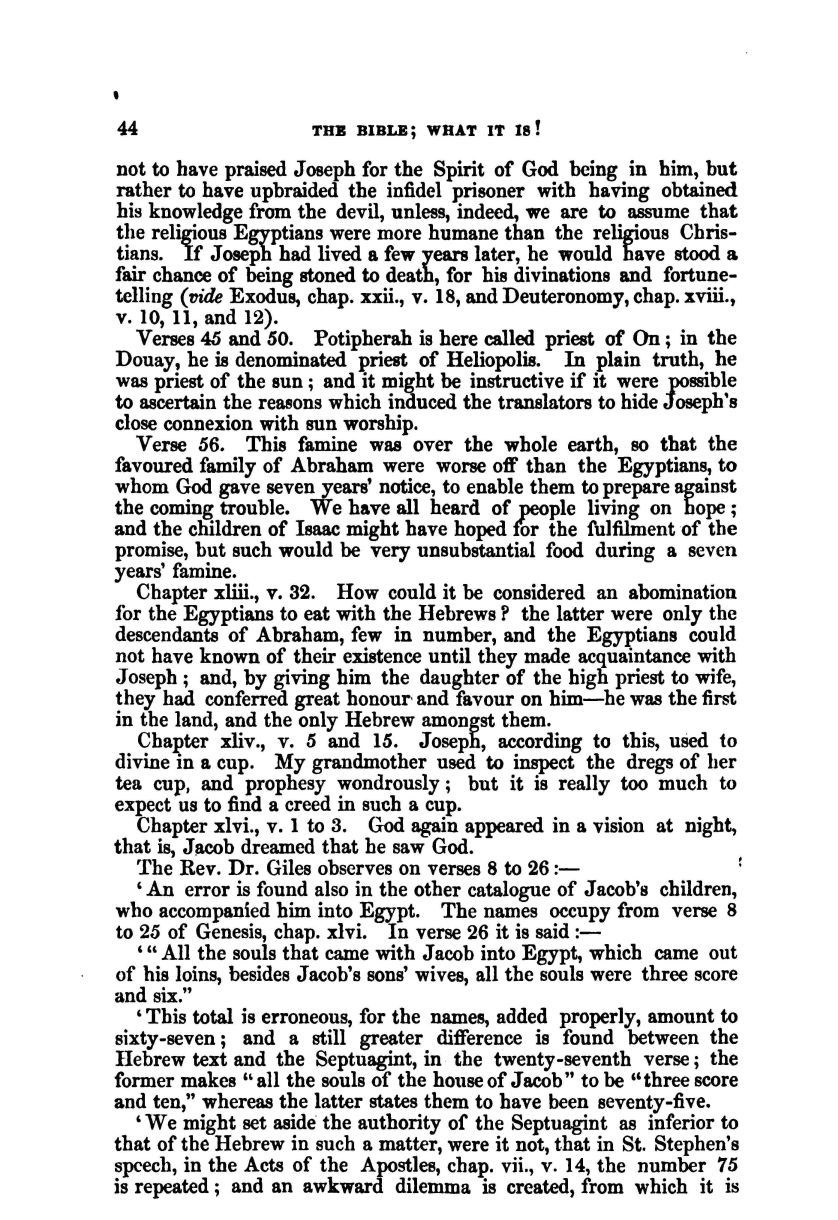 44 THE BIBLE; WHAT IT IS!
not to have praised Joseph for the Spirit of God being in him, but
rather to have upbraided the infidel prisoner with having obtained
his knowledge from the devil, unless, indeed, we are to assume that
the religious Egyptians were more humane than the religious Chris-
tians. If Joseph had lived a few years later, he would have stood a
fair chance of being stoned to death, for his divinations and fortune-
telling (vide Exodus, chap. xxii., v. 18, and Deuteronomy, chap. xviii.,
v. 10, 11, and 12).
Verses 45 and 50. Potipherah is here called priest of On; in the
Douay, he is denominated priest of Heliopolis. In plain truth, he
was priest of the sun; and it might be instructive if it were possible
to ascertain the reasons which induced the translators to hide Joseph's
close connexion with sun worship.
Verse 56. This famine was over the whole earth, so that the
favoured family of Abraham were worse off than the Egyptians, to
whom God gave seven years' notice, to enable them to prepare against
the coming trouble. We have all heard of people living on hope;
and the children of Isaac might have hoped for the fulfilment of the
promise, but such would be very unsubstantial food during a seven
years' famine.
Chapter xliii., v. 32. How could it be considered an abomination
for the Egyptians to eat with the Hebrews? the latter were only the
descendants of Abraham, few in number, and the Egyptians could
not have known of their existence until they made acquaintance with
Joseph; and, by giving him the daughter of the high priest to wife,
they had conferred great honour and favour on him—he was the first
in the land, and the only Hebrew amongst them.
Chapter xliv., v. 5 and 15. Joseph, according to this, used to
divine in a cup. My grandmother used to inspect the dregs of her
tea cup, and prophesy wondrously; but it is really too much to
expect us to find a creed in such a cup.
Chapter xlvi., v. 1 to 3. God again appeared in a vision at night,
that is, Jacob dreamed that he saw God.
The Rev. Dr. Giles observes on verses 8 to 26:—
'An error is found also in the other catalogue of Jacob's children,
who accompanied him into Egypt. The names occupy from verse 8
to 25 of Genesis, chap. xlvi. In verse 26 it is said:—
'"All the souls that came with Jacob into Egypt, which came out
of his loins, besides Jacob's sons' wives, all the souls were three score
and six."
'This total is erroneous, for the names, added properly, amount to
sixty-seven; and a still greater difference is found between the
Hebrew text and the Septuagint, in the twenty-seventh verse; the
former makes "all the souls of the house of Jacob" to be "three score
and ten," whereas the latter states them to have been seventy-five.
'We might set aside the authority of the Septuagint as inferior to
that of the Hebrew in such a matter, were it not, that in St. Stephen's
speech, in the Acts of the Apostles, chap. vii., v. 14, the number 75
is repeated; and an awkward dilemma is created, from which it is